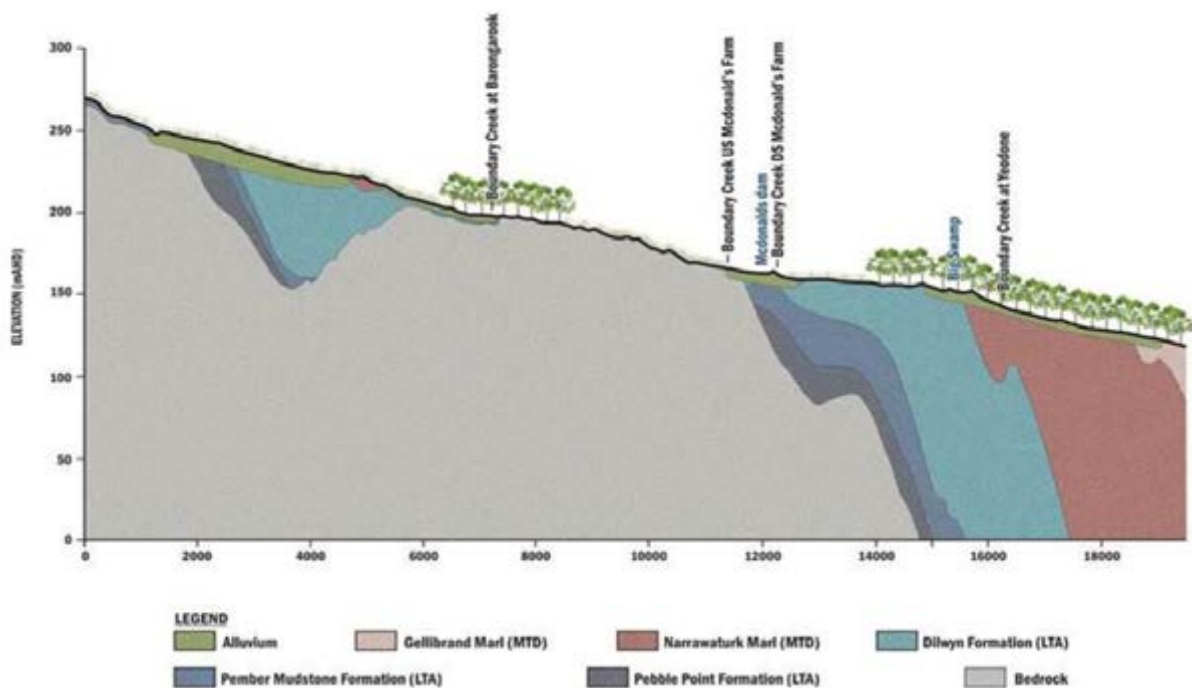 300
250
200
150
100
50
0
ELEVATION (mAHD)
Boundary Creek at Barongarook
Boundary Creek US Mcdonald's Farm
Mcdonalds dam
Boundary Creek DS Mcdonald's Farm
Big Swamp
Boundary Creek at Yeodone
0 2000 4000 6000 8000 10000 12000 14000 16000 18000
LEGEND
Alluvium Gellibrand Marl (MTD) Narrawaturk Marl (MTD) Dilwyn Formation (LTA)
Pember Mudstone Formation (LTA) Pebble Point Formation (LTA) Bedrock